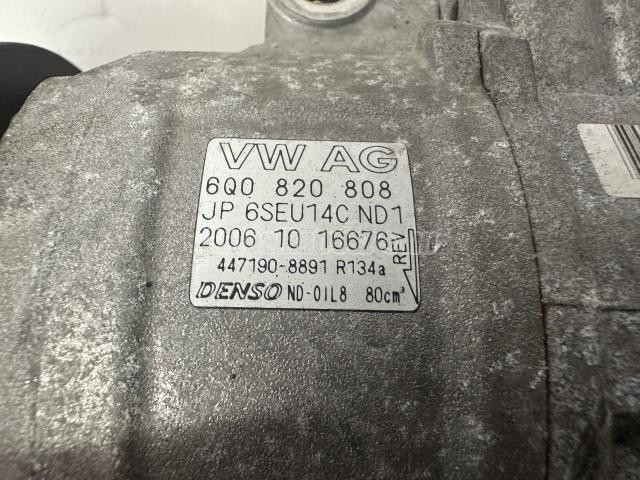 VW AG
6Q0 820 808
JP 6SEU14C ND1
2006 10 16676
REV
447190-8891 R134a
DENSO ND-OIL8 80cm³